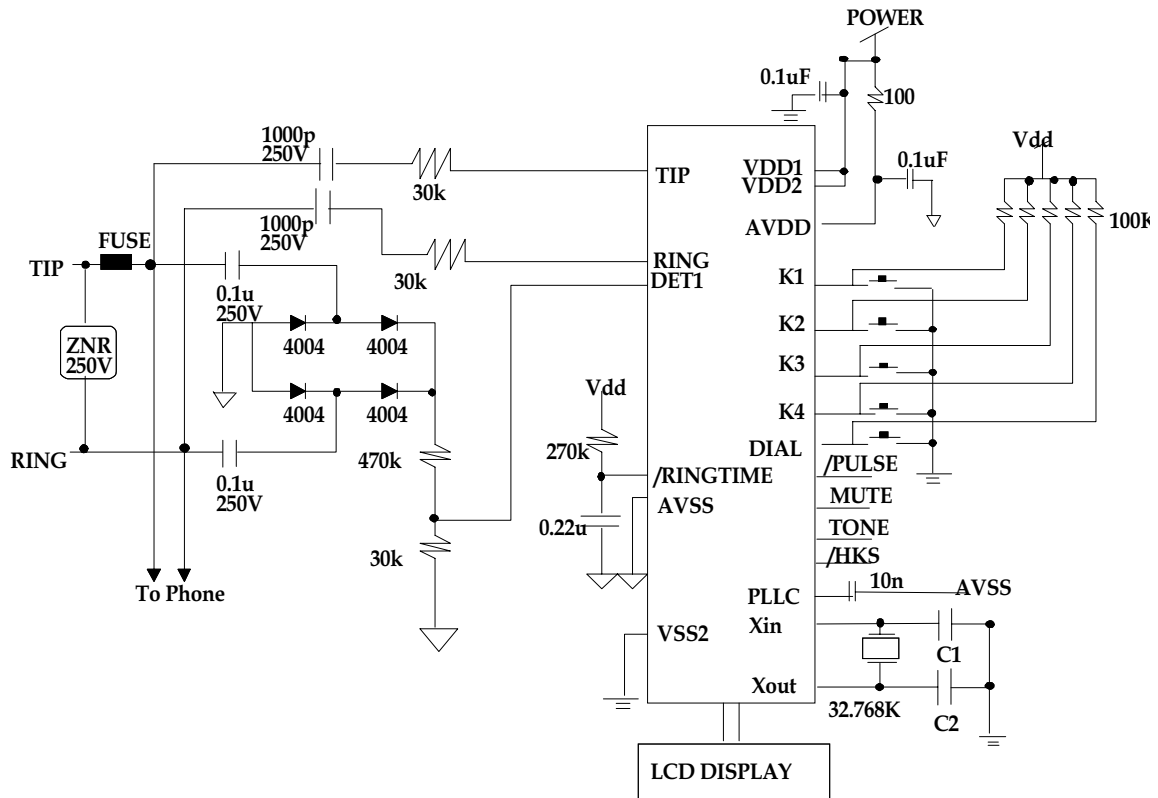 POWER
0.1uF
100
1000p
250V
Vdd
0.1uF
TIP
VDD1
VDD2
30k
1000p
250V
AVDD
100K
FUSE
RING
TIP
DET1
K1
30k
0.1u
250V
K2
ZNR
250V
4004
4004
K3
Vdd
4004
4004
K4
DIAL
RING
270k
470k
/PULSE
0.1u
250V
/RINGTIME
AVSS
MUTE
0.22u
TONE
30k
/HKS
To Phone
10n
AVSS
PLLC
VSS2
Xin
C1
Xout
32.768K
C2
LCD DISPLAY